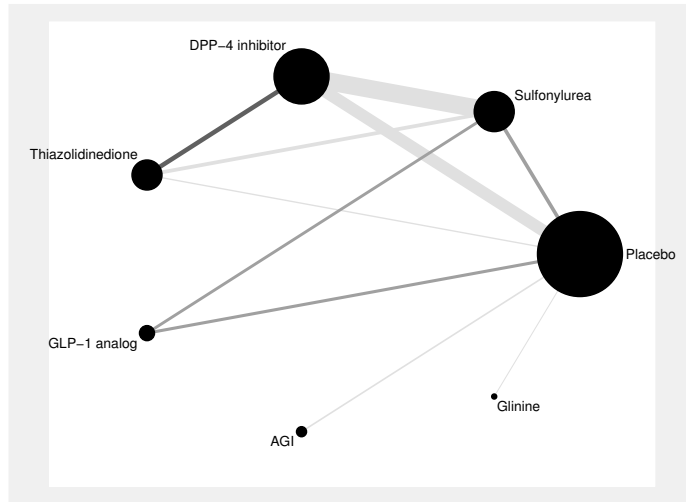 DPP−4 inhibitor
Sulfonylurea
Thiazolidinedione
Placebo
GLP−1 analog
Glinine
AGI